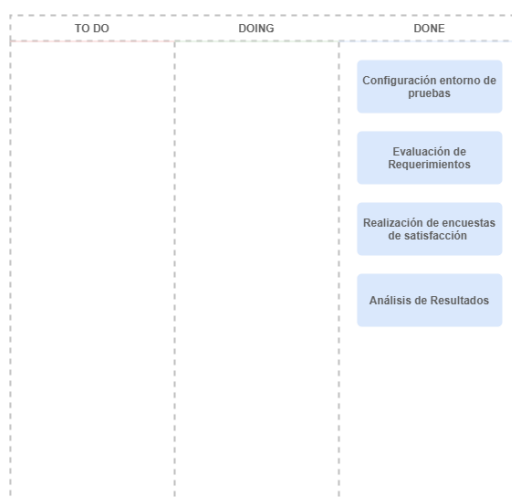 TO DO
DOING
DONE
Configuración entorno de
pruebas
Evaluación de
Requerimientos
Realización de encuestas
de satisfacción
Análisis de Resultados